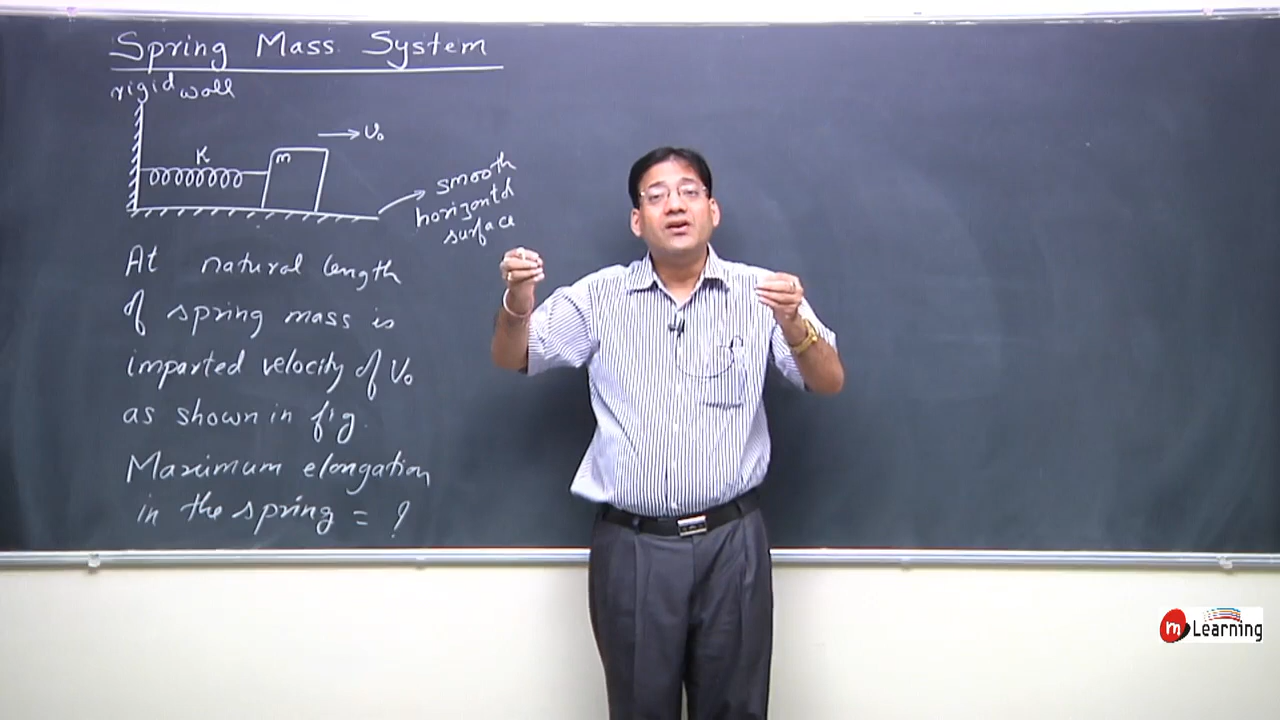 Spring Mass System
rigid wall
K
m
V₀
smooth
horizontal
surface
At natural length
of spring mass is
imparted velocity of V₀
as shown in fig.
Maximum elongation
in the spring = ?
m Learning